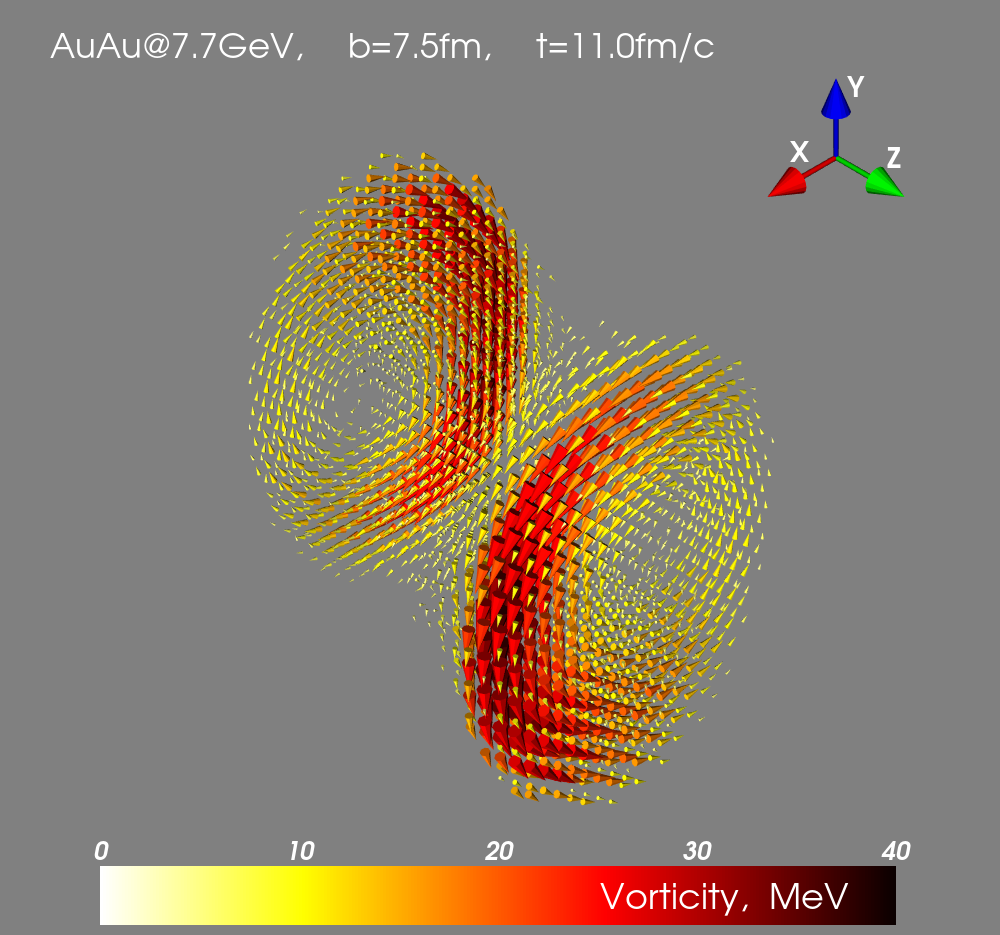 AuAu@7.7GeV, b=7.5fm, t=11.0fm/c
Y
X Z
0 10 20 30 40
Vorticity, MeV